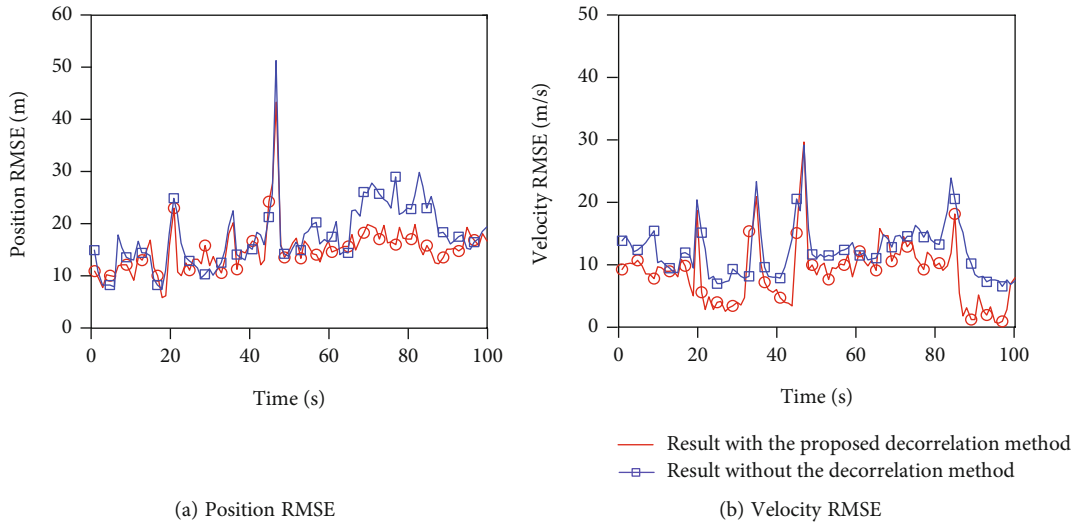 60
50
40
30
20
10
0
Position RMSE (m)
0 20 40 60 80 100
Time (s)
(a) Position RMSE
50
40
30
20
10
0
Velocity RMSE (m/s)
0 20 40 60 80 100
Time (s)
Result with the proposed decorrelation method
Result without the decorrelation method
(b) Velocity RMSE